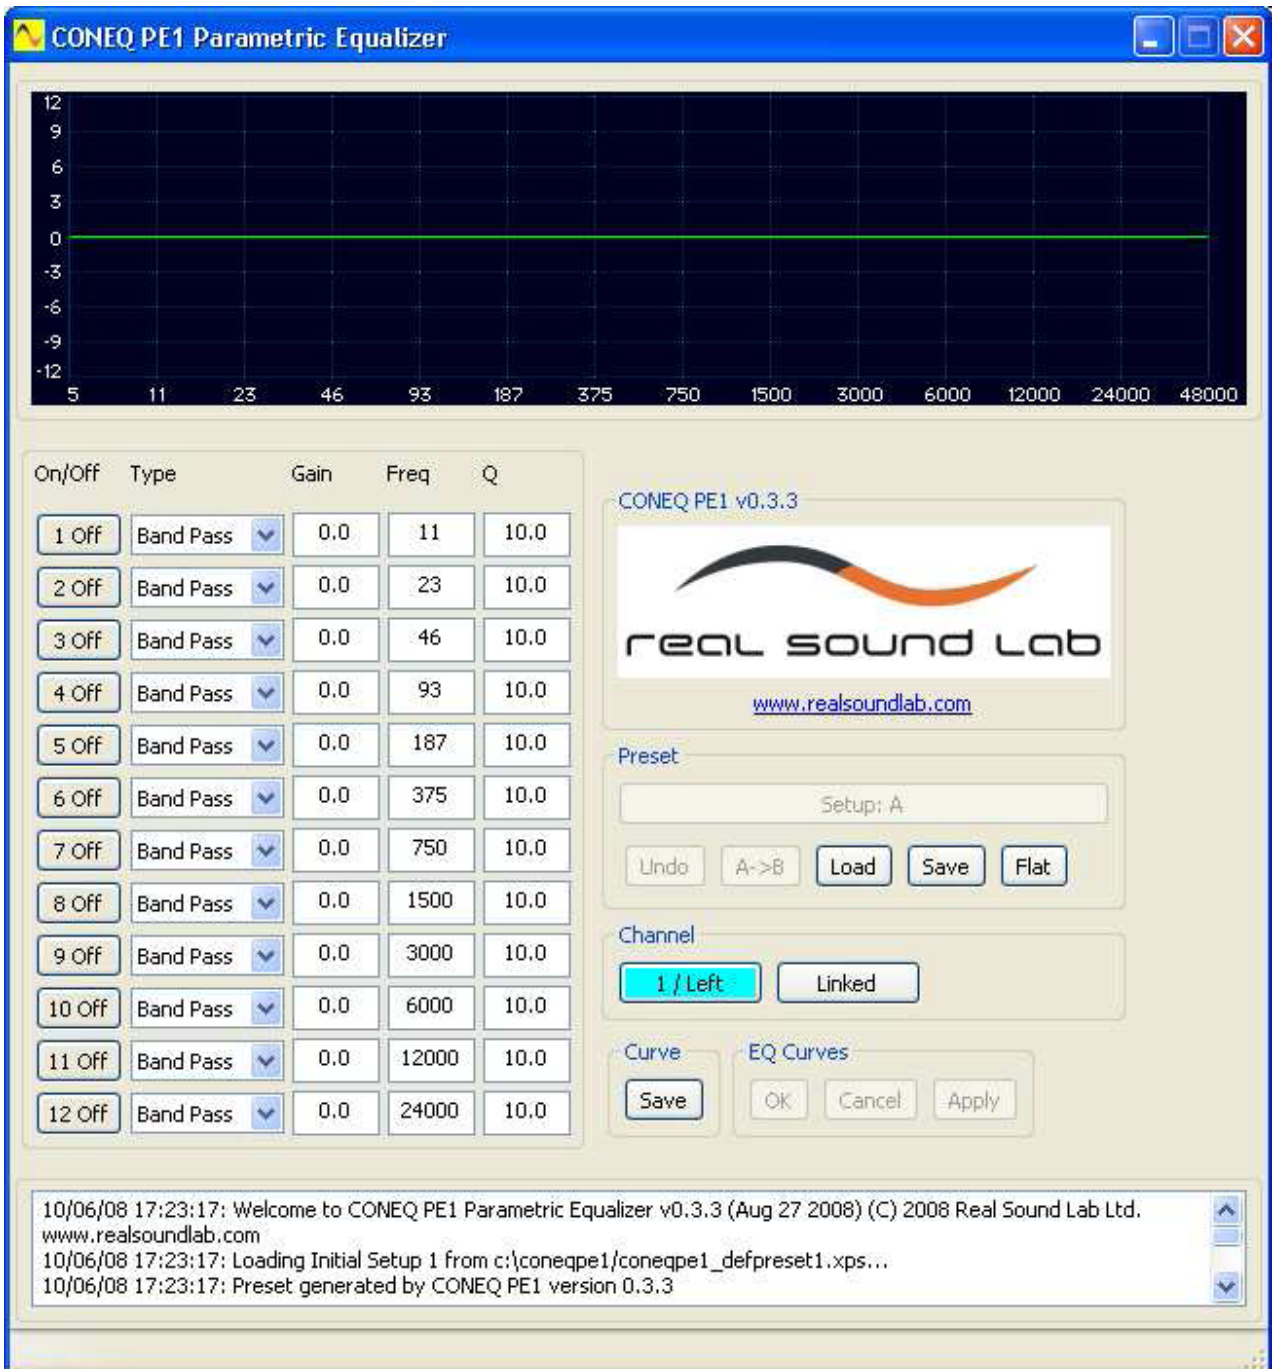 CONEQ PE1 Parametric Equalizer
12
9
6
3
0
-3
-6
-9
-12
5 11 23 46 93 187 375 750 1500 3000 6000 12000 24000 48000
On/Off Type Gain Freq Q
1 Off Band Pass 0.0 11 10.0
2 Off Band Pass 0.0 23 10.0
3 Off Band Pass 0.0 46 10.0
4 Off Band Pass 0.0 93 10.0
5 Off Band Pass 0.0 187 10.0
6 Off Band Pass 0.0 375 10.0
7 Off Band Pass 0.0 750 10.0
8 Off Band Pass 0.0 1500 10.0
9 Off Band Pass 0.0 3000 10.0
10 Off Band Pass 0.0 6000 10.0
11 Off Band Pass 0.0 12000 10.0
12 Off Band Pass 0.0 24000 10.0
CONEQ PE1 v0.3.3
real sound lab
www.realsoundlab.com
Preset
Setup: A
Undo A->B Load Save Flat
Channel
1 / Left Linked
Curve EQ Curves
Save OK Cancel Apply
10/06/08 17:23:17: Welcome to CONEQ PE1 Parametric Equalizer v0.3.3 (Aug 27 2008) (C) 2008 Real Sound Lab Ltd.
www.realsoundlab.com
10/06/08 17:23:17: Loading Initial Setup 1 from c:\coneqpe1/coneqpe1_defpreset1.xps...
10/06/08 17:23:17: Preset generated by CONEQ PE1 version 0.3.3